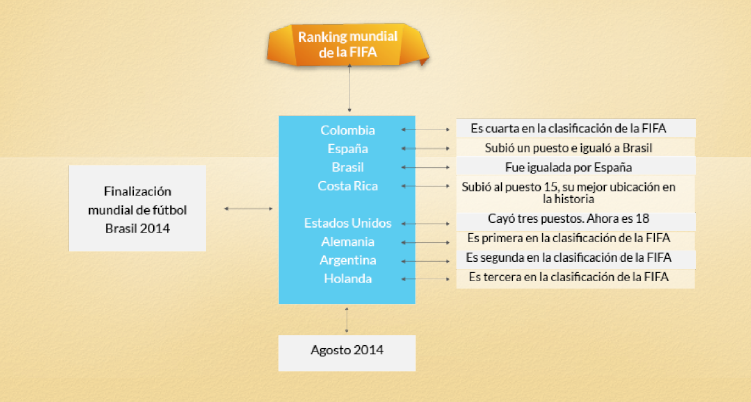 Ranking mundial
de la FIFA
Colombia
Es cuarta en la clasificación de la FIFA
España
Subió un puesto e igualó a Brasil
Brasil
Fue igualada por España
Costa Rica
Subió al puesto 15, su mejor ubicación en
la historia
Finalización
mundial de fútbol
Brasil 2014
Estados Unidos
Cayó tres puestos. Ahora es 18
Alemania
Es primera en la clasificación de la FIFA
Argentina
Es segunda en la clasificación de la FIFA
Holanda
Es tercera en la clasificación de la FIFA
Agosto 2014